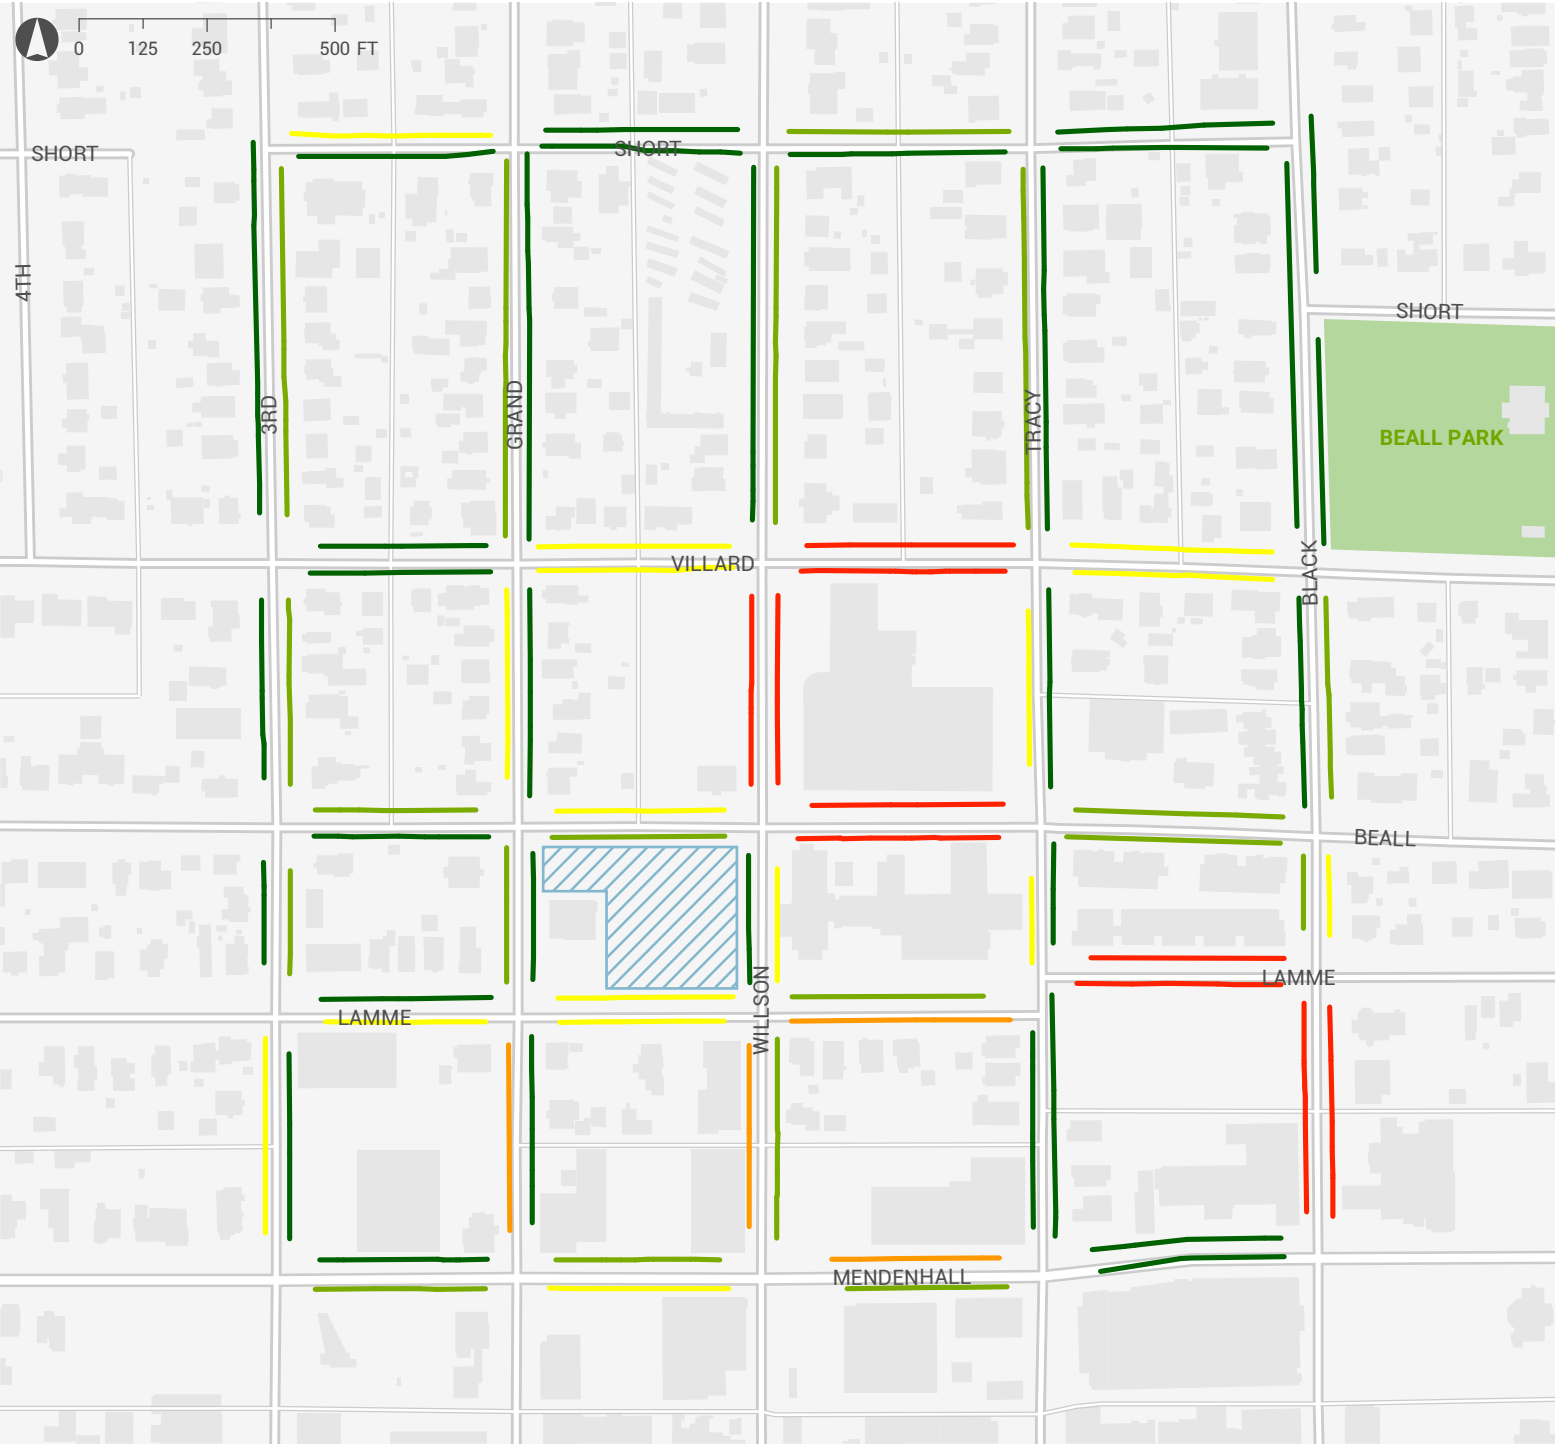 0 125 250 500 FT
SHORT
SHORT
4TH
SHORT
3RD
GRAND
TRACY
BEALL PARK
VILLARD
BLACK
BEALL
LAMME
WILLSON
LAMME
MENDENHALL